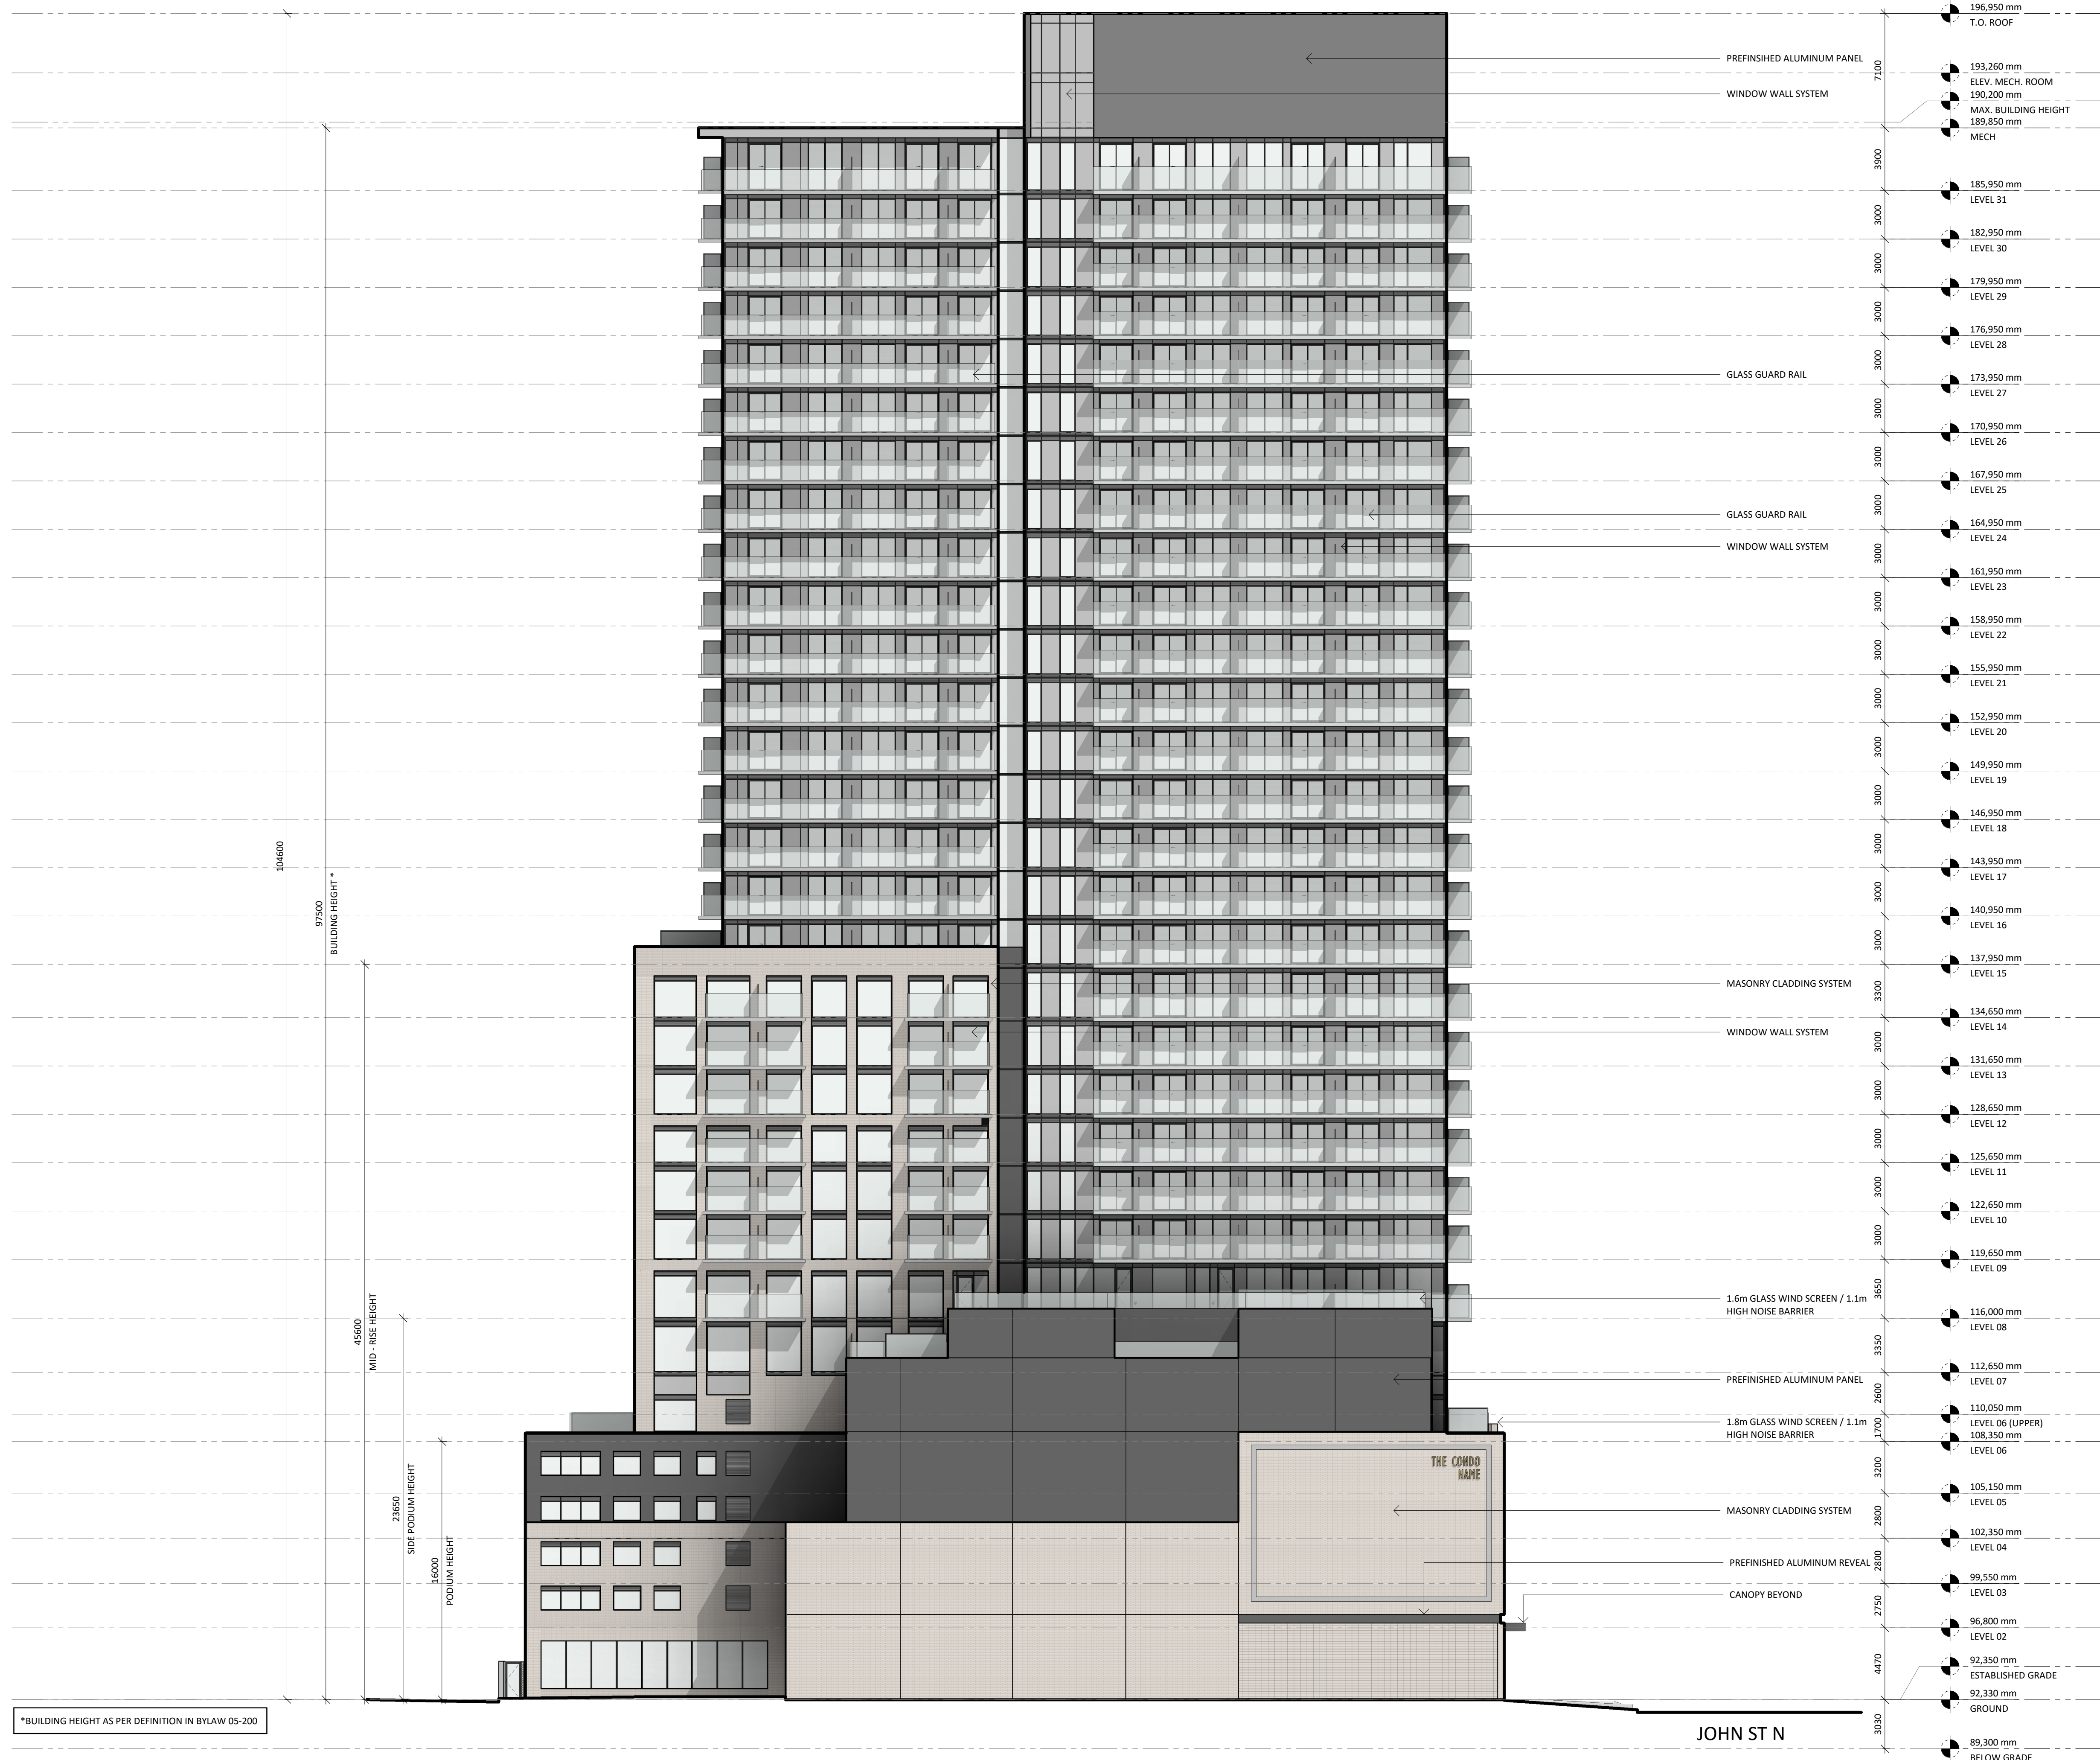 196,950 mm
T.O. ROOF
PREFINSIHED ALUMINUM PANEL
7100
193,260 mm
ELEV. MECH. ROOM
WINDOW WALL SYSTEM
190,200 mm
MAX. BUILDING HEIGHT
189,850 mm
MECH
3900
185,950 mm
LEVEL 31
3000
182,950 mm
LEVEL 30
3000
179,950 mm
LEVEL 29
3000
176,950 mm
LEVEL 28
3000
GLASS GUARD RAIL
173,950 mm
LEVEL 27
3000
170,950 mm
LEVEL 26
3000
167,950 mm
LEVEL 25
3000
GLASS GUARD RAIL
164,950 mm
LEVEL 24
WINDOW WALL SYSTEM
3000
161,950 mm
LEVEL 23
3000
158,950 mm
LEVEL 22
3000
155,950 mm
LEVEL 21
3000
152,950 mm
LEVEL 20
3000
149,950 mm
LEVEL 19
3000
146,950 mm
LEVEL 18
3000
104600
143,950 mm
LEVEL 17
3000
97500
BUILDING HEIGHT *
140,950 mm
LEVEL 16
3000
137,950 mm
LEVEL 15
MASONRY CLADDING SYSTEM
3300
134,650 mm
LEVEL 14
WINDOW WALL SYSTEM
3000
131,650 mm
LEVEL 13
3000
128,650 mm
LEVEL 12
3000
125,650 mm
LEVEL 11
3000
122,650 mm
LEVEL 10
3000
119,650 mm
LEVEL 09
3650
1.6m GLASS WIND SCREEN / 1.1m
HIGH NOISE BARRIER
116,000 mm
LEVEL 08
45600
MID - RISE HEIGHT
3350
112,650 mm
LEVEL 07
PREFINISHED ALUMINUM PANEL
2600
110,050 mm
LEVEL 06 (UPPER)
1.8m GLASS WIND SCREEN / 1.1m
HIGH NOISE BARRIER
1700
108,350 mm
LEVEL 06
THE CONDO
NAME
3200
105,150 mm
LEVEL 05
23650
SIDE PODIUM HEIGHT
MASONRY CLADDING SYSTEM
2800
102,350 mm
LEVEL 04
PREFINISHED ALUMINUM REVEAL
2800
16000
PODIUM HEIGHT
99,550 mm
LEVEL 03
CANOPY BEYOND
2750
96,800 mm
LEVEL 02
4470
92,350 mm
ESTABLISHED GRADE
92,330 mm
GROUND
*BUILDING HEIGHT AS PER DEFINITION IN BYLAW 05-200
JOHN ST N
3030
89,300 mm
BELOW GRADE